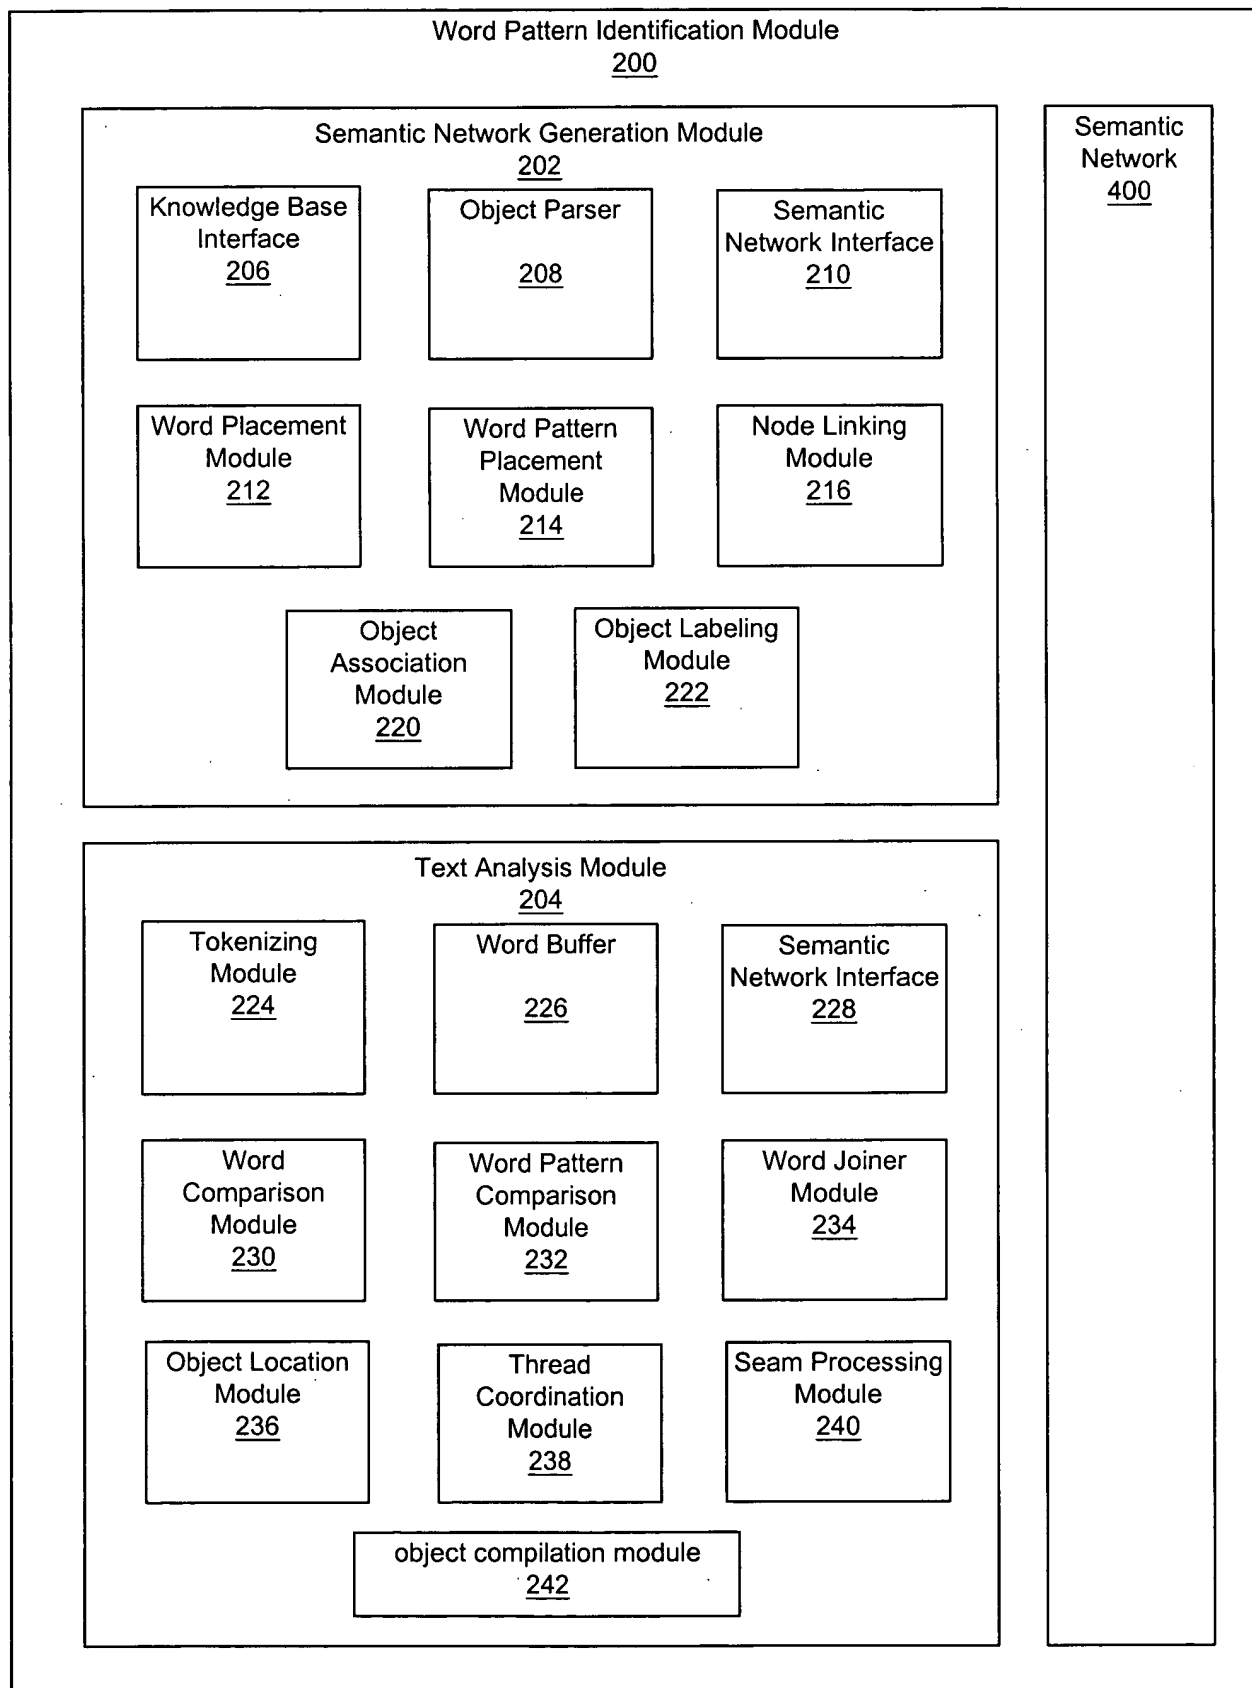 Word Pattern Identification Module
200
Semantic Network Generation Module
202
Knowledge Base
Interface
206
Object Parser
208
Semantic
Network Interface
210
Word Placement
Module
212
Word Pattern
Placement
Module
214
Node Linking
Module
216
Object
Association
Module
220
Object Labeling
Module
222
Semantic
Network
400
Text Analysis Module
204
Tokenizing
Module
224
Word Buffer
226
Semantic
Network Interface
228
Word
Comparison
Module
230
Word Pattern
Comparison
Module
232
Word Joiner
Module
234
Object Location
Module
236
Thread
Coordination
Module
238
Seam Processing
Module
240
object compilation module
242